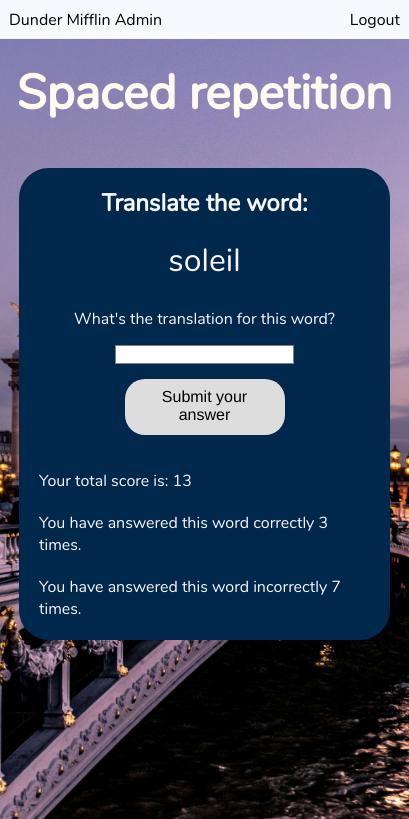 Dunder Mifflin Admin Logout
Spaced repetition
Translate the word:
soleil
What's the translation for this word?
Submit your
answer
Your total score is: 13
You have answered this word correctly 3
times.
You have answered this word incorrectly 7
times.